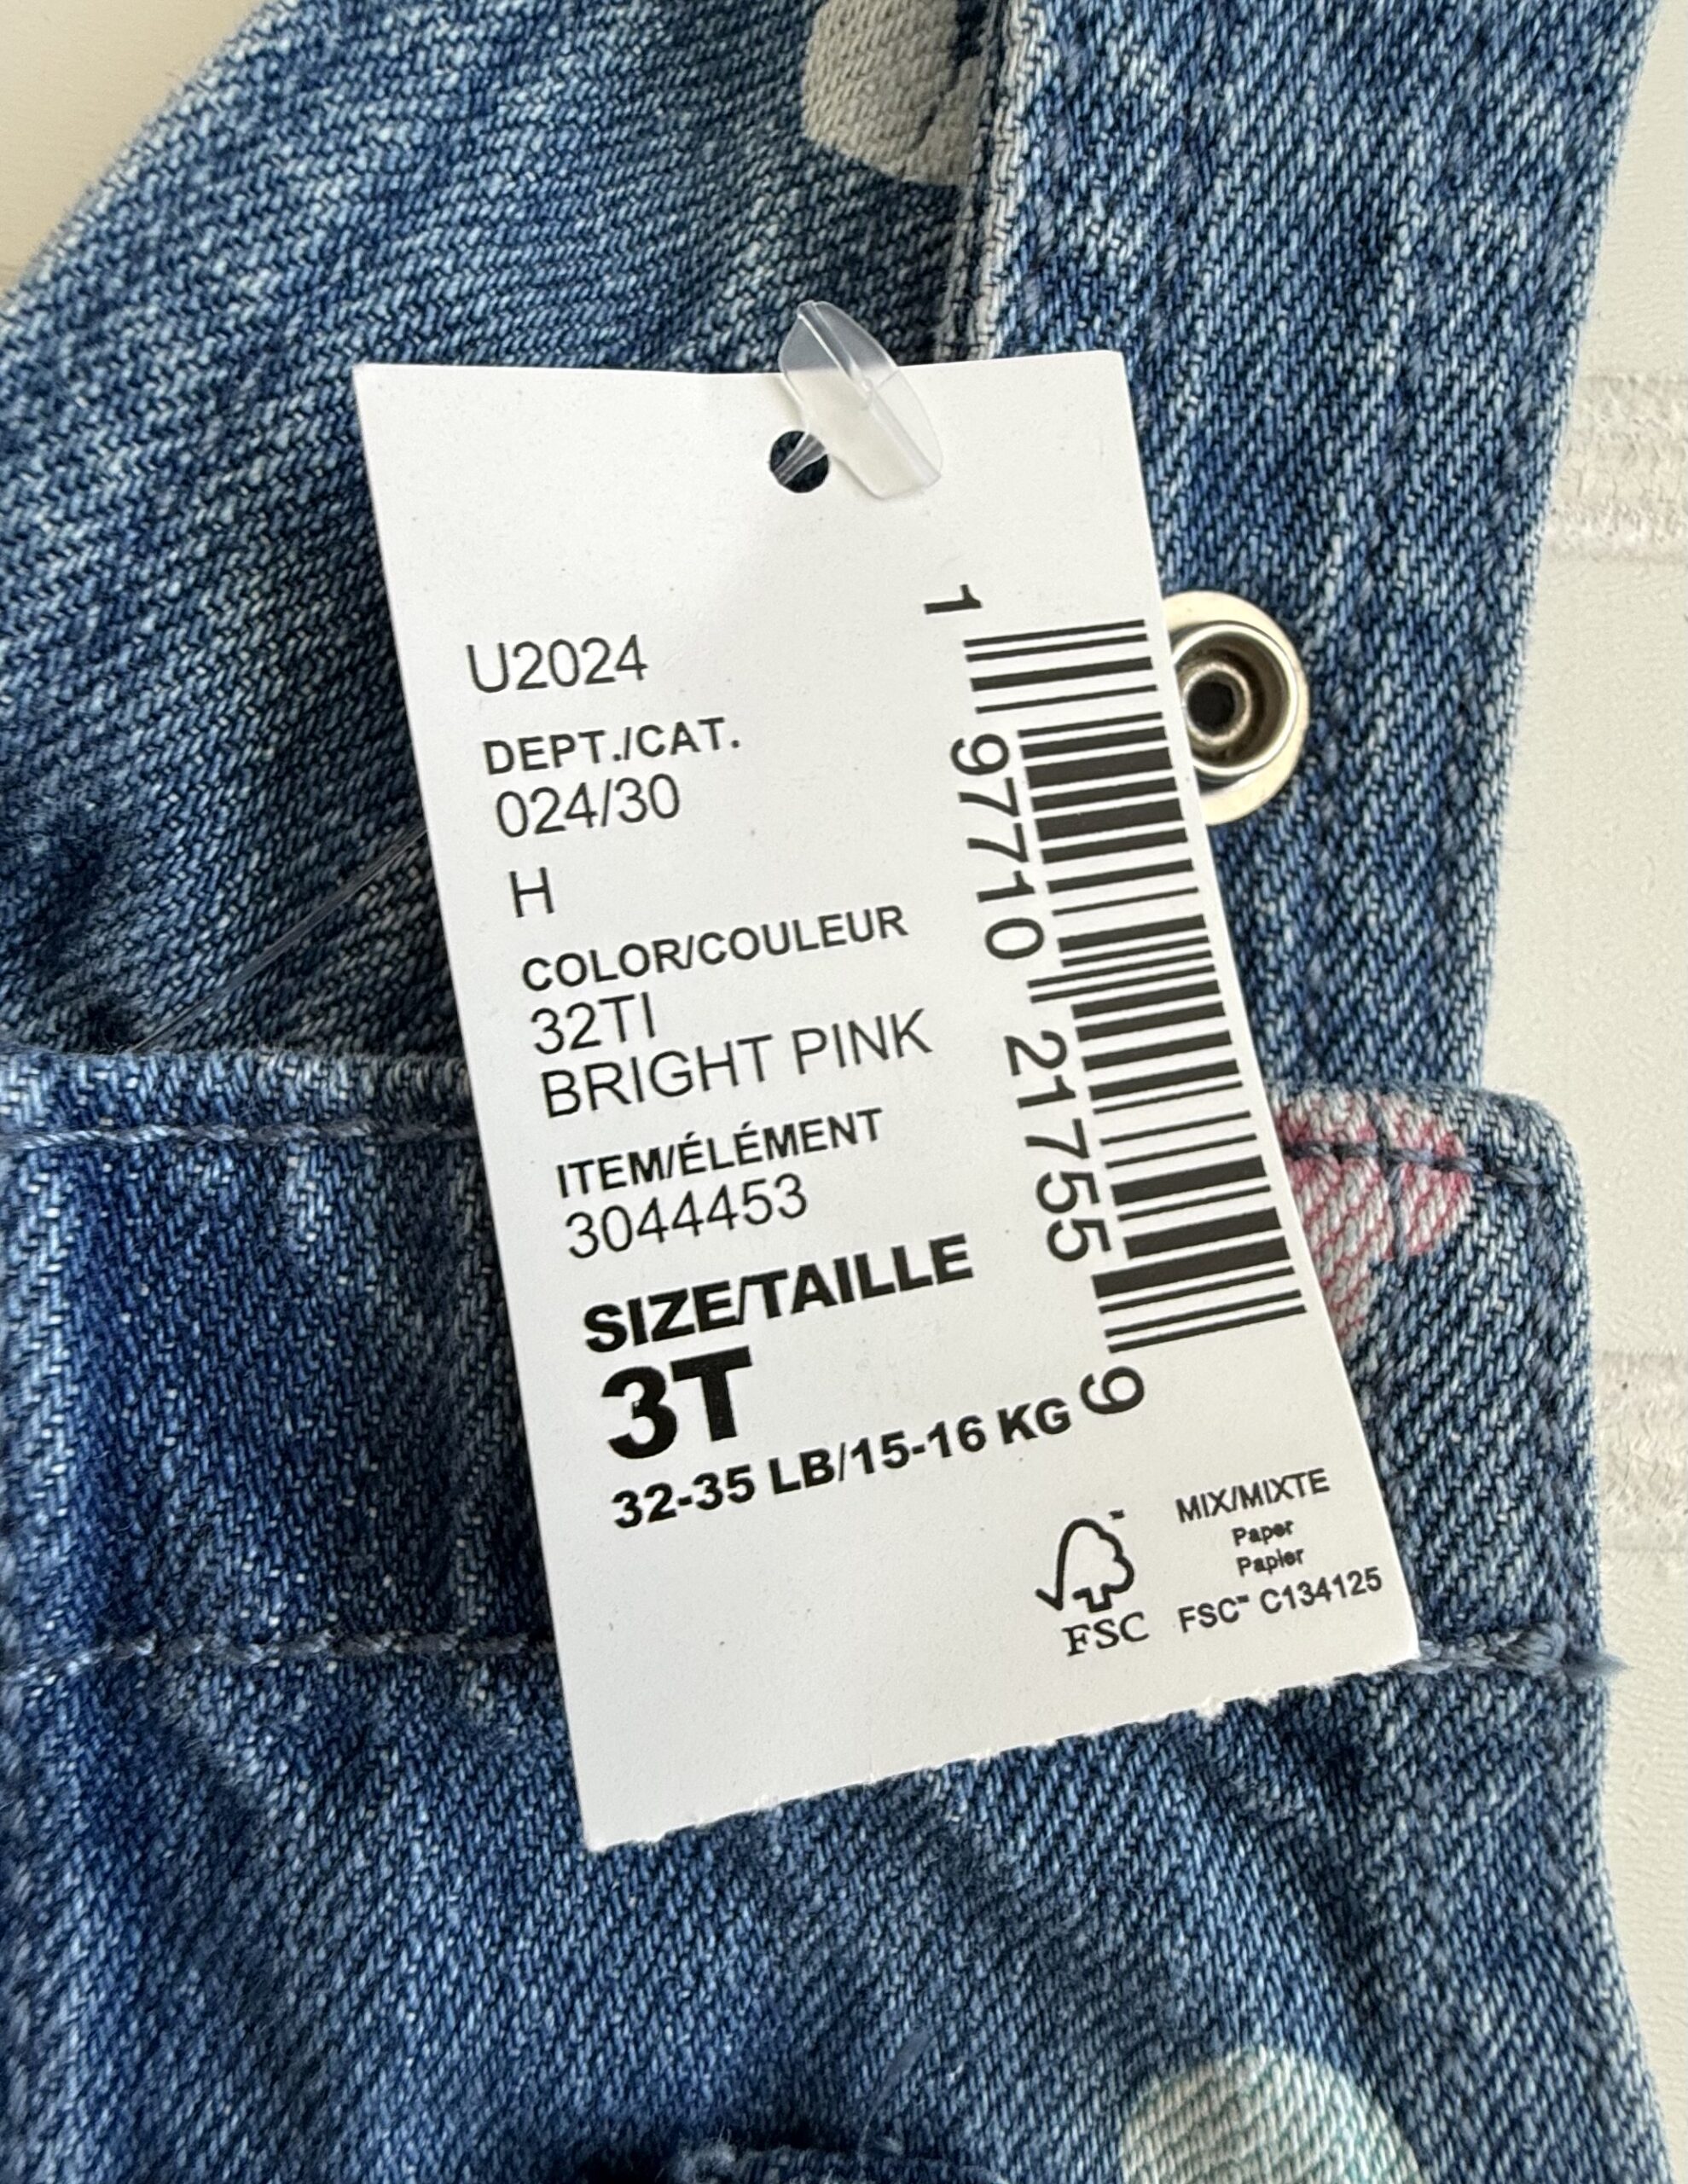 U2024
DEPT./CAT.
024/30
H
COLOR/COULEUR
32TI
BRIGHT PINK
ITEM/ÉLÉMENT
3044453
SIZE/TAILLE
3T
32-35 LB/15-16 KG
1 97710 21755 9
FSC
MIX/MIXTE
Paper
Papier
FSC™ C134125